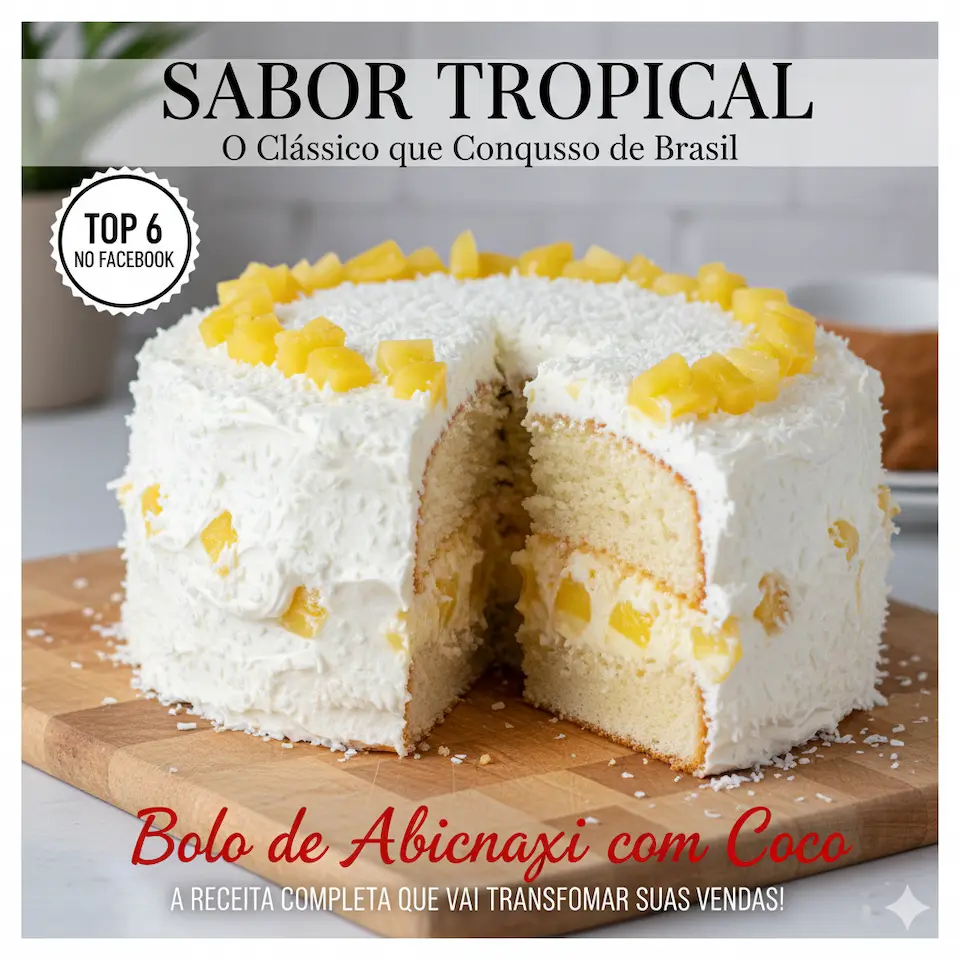 SABOR TROPICAL
O Clássico que Conqusso de Brasil
TOP 6
NO FACEBOOK
Bolo de Abicnaxi com Coco
A RECEITA COMPLETA QUE VAI TRANSFOMAR SUAS VENDAS!